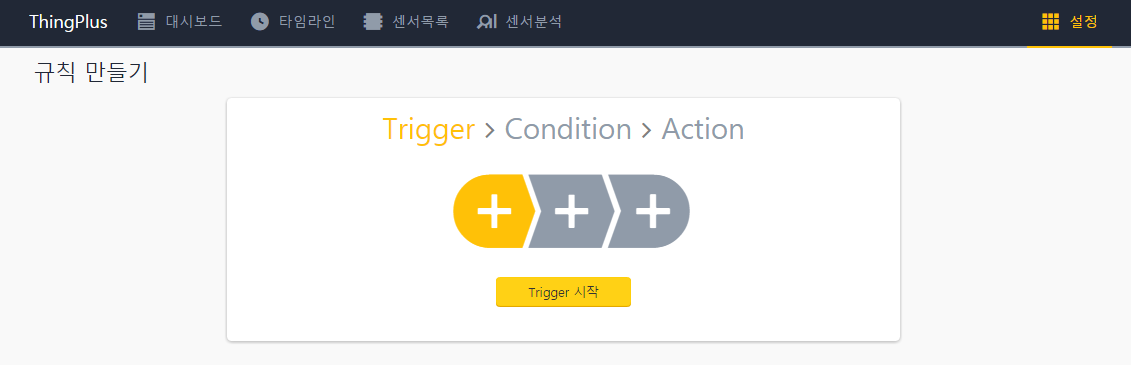 ThingPlus 대시보드 타임라인 센서목록 센서분석 설정
규칙 만들기
Trigger > Condition > Action
Trigger 시작